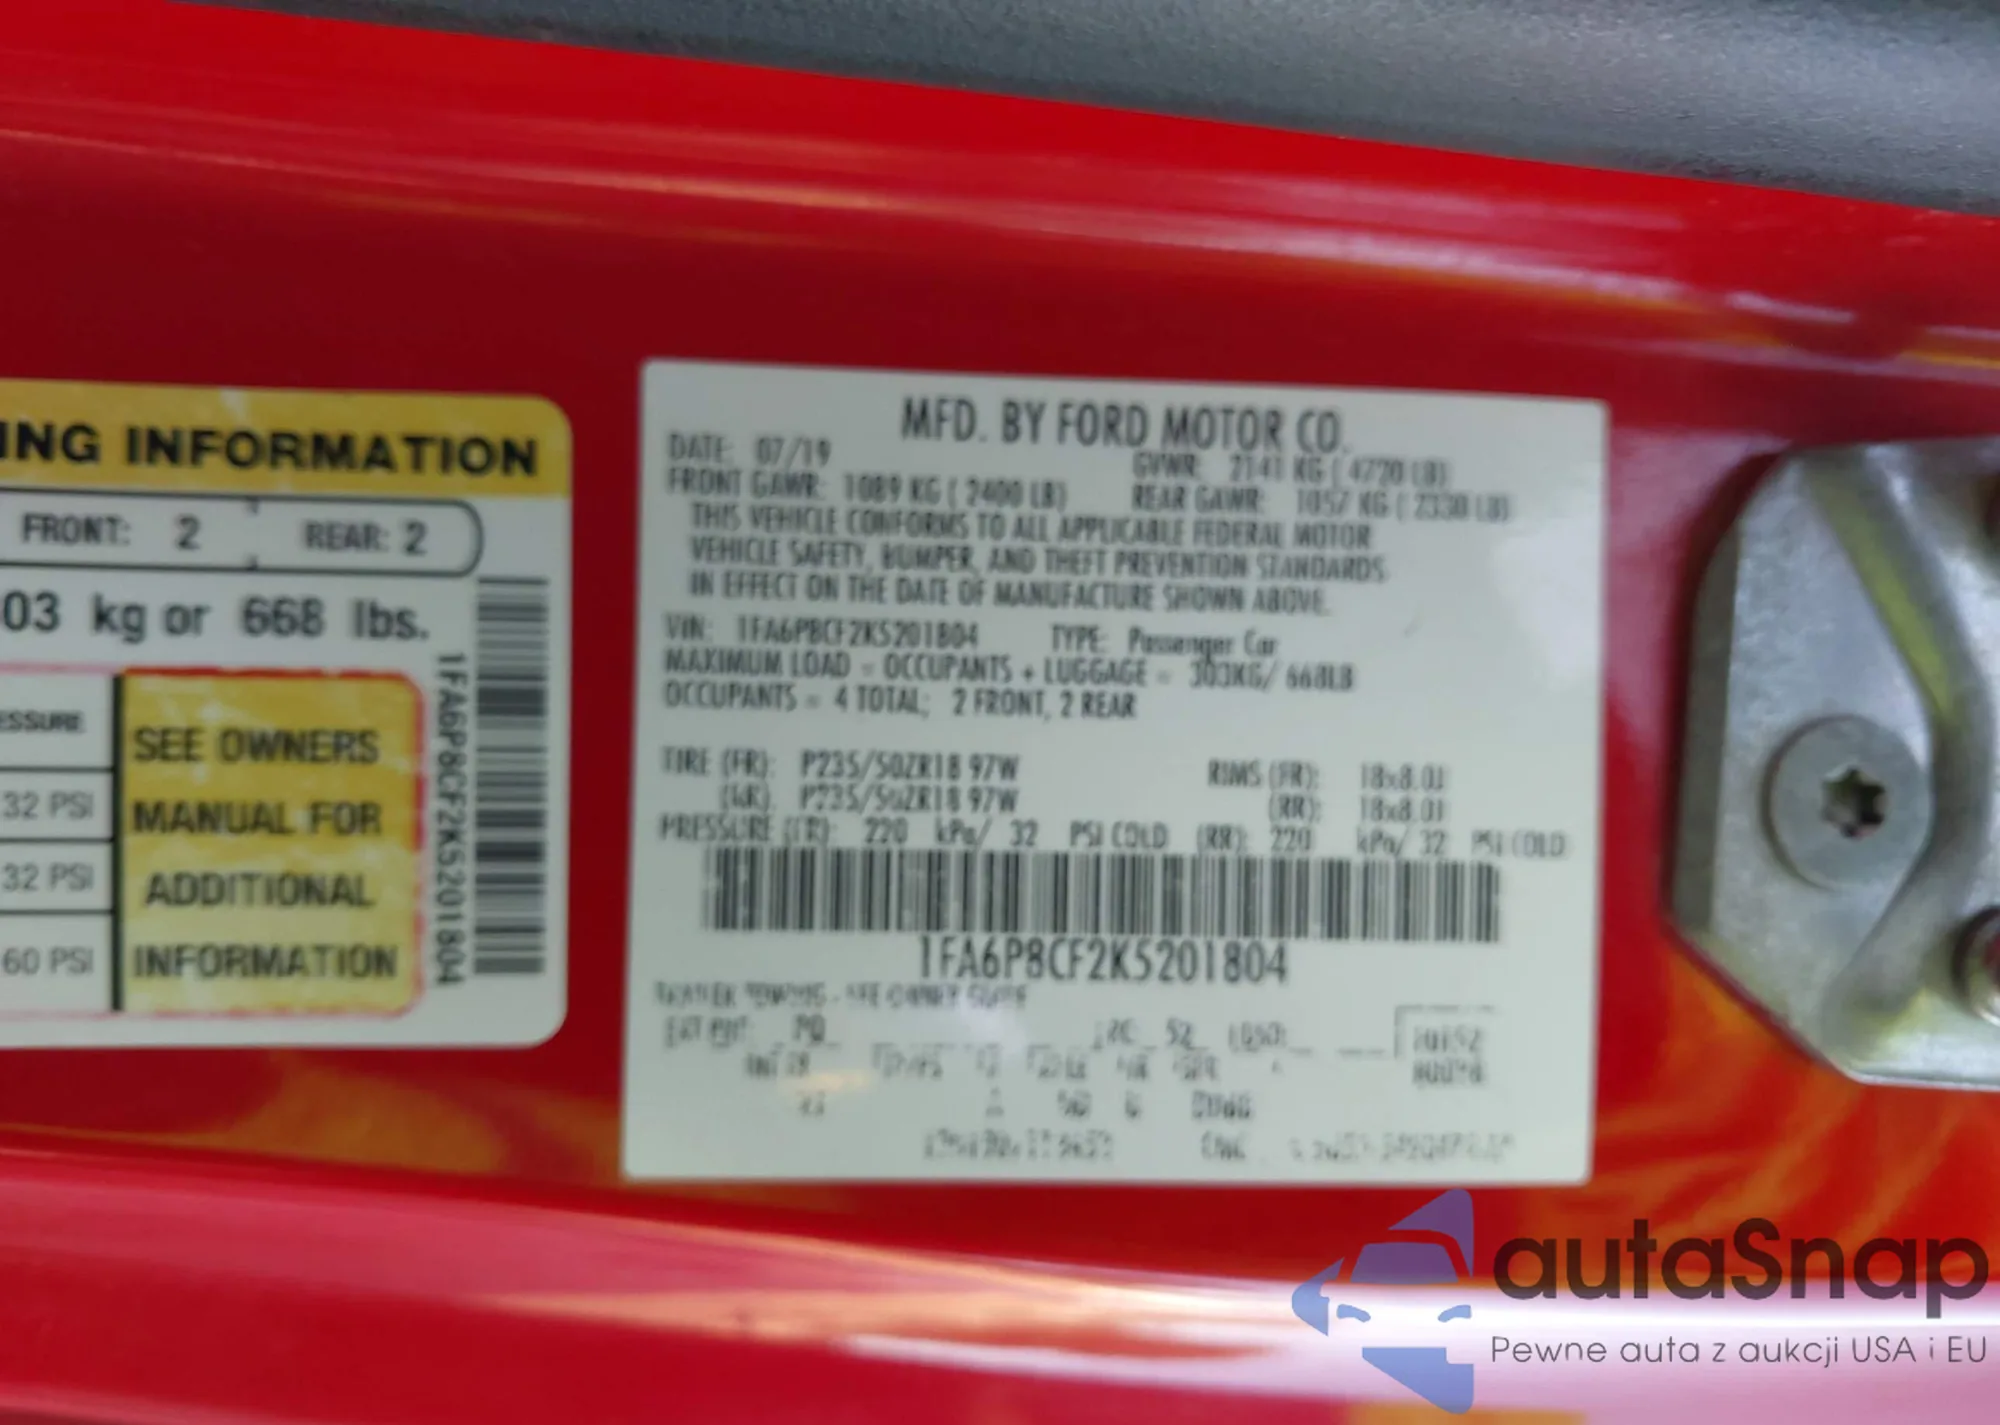 ING INFORMATION
FRONT: 2 REAR: 2
03 kg or 668 lbs.
ESSURE
32 PSI
32 PSI
60 PSI
SEE OWNERS
MANUAL FOR
ADDITIONAL
INFORMATION
1FA6P8CF2K5201804
MFD. BY FORD MOTOR CO.
DATE: 07/19 GVWR: 2141 KG ( 4720 LB)
FRONT GAWR: 1089 KG ( 2400 LB) REAR GAWR: 1057 KG ( 2330 LB)
THIS VEHICLE CONFORMS TO ALL APPLICABLE FEDERAL MOTOR
VEHICLE SAFETY, BUMPER, AND THEFT PREVENTION STANDARDS
IN EFFECT ON THE DATE OF MANUFACTURE SHOWN ABOVE.
VIN: 1FA6P8CF2K5201804 TYPE: Passenger Car
MAXIMUM LOAD = OCCUPANTS + LUGGAGE = 303KG/ 668LB
OCCUPANTS = 4 TOTAL; 2 FRONT, 2 REAR
TIRE (FR): P235/50ZR18 97W RIMS (FR): 18x8.0J
(RR): P235/50ZR18 97W (RR): 18x8.0J
PRESSURE (FR): 220 kPa/ 32 PSI COLD (RR): 220 kPa/ 32 PSI COLD
1FA6P8CF2K5201804
EXT PNT: PQ RC: 52 DSO:
autaSnap
Pewne auta z aukcji USA i EU